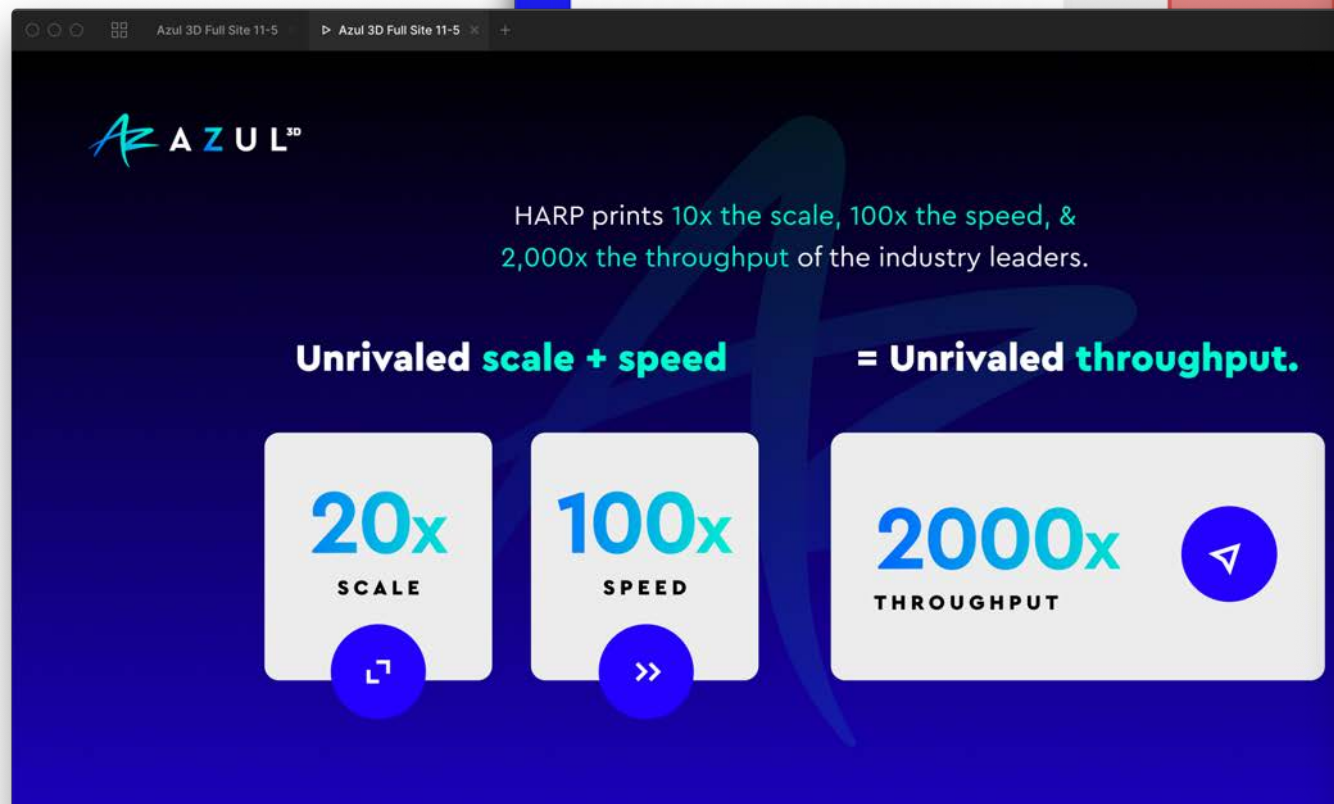 Azul 3D Full Site 11-5
Azul 3D Full Site 11-5
AZ AZUL3D
HARP prints 10x the scale, 100x the speed, &
2,000x the throughput of the industry leaders.
Unrivaled scale + speed = Unrivaled throughput.
20x
SCALE
100x
SPEED
2000x
THROUGHPUT